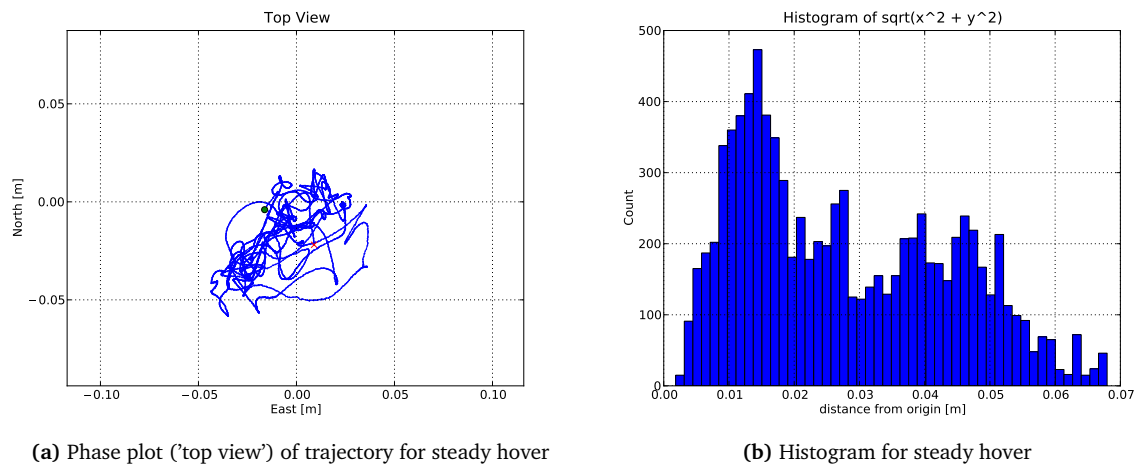 Top View
North [m]
0.05
0.00
−0.05
−0.10
−0.05
0.00
0.05
0.10
East [m]
(a) Phase plot (’top view’) of trajectory for steady hover
Histogram of sqrt(x^2 + y^2)
Count
500
400
300
200
100
0
0.00
0.01
0.02
0.03
0.04
0.05
0.06
0.07
distance from origin [m]
(b) Histogram for steady hover